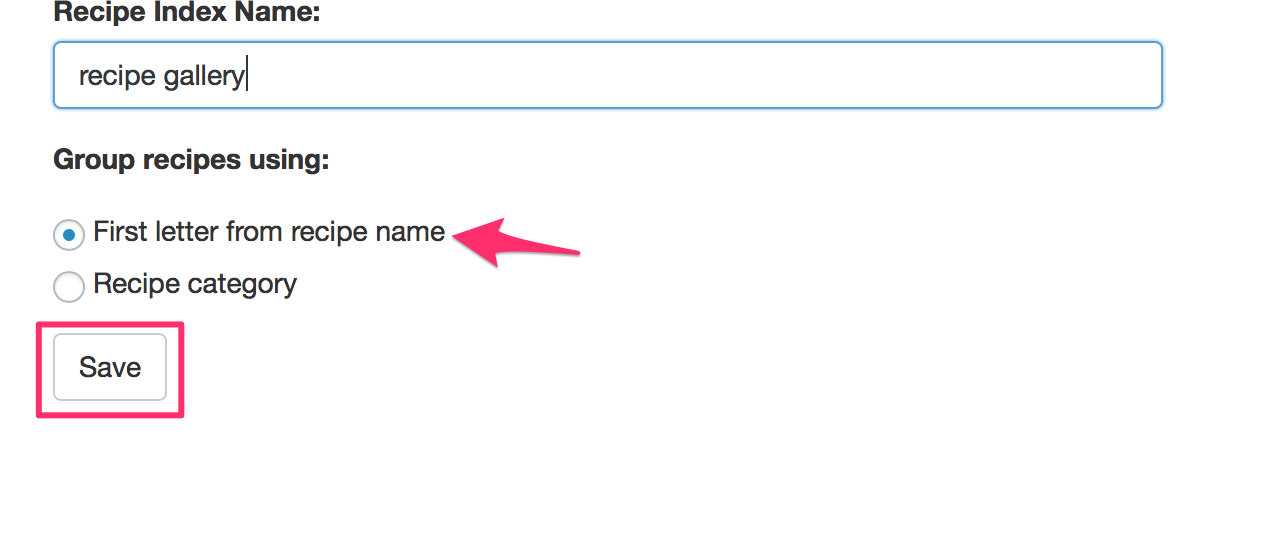 Recipe Index Name:
recipe gallery
Group recipes using:
First letter from recipe name
Recipe category
Save